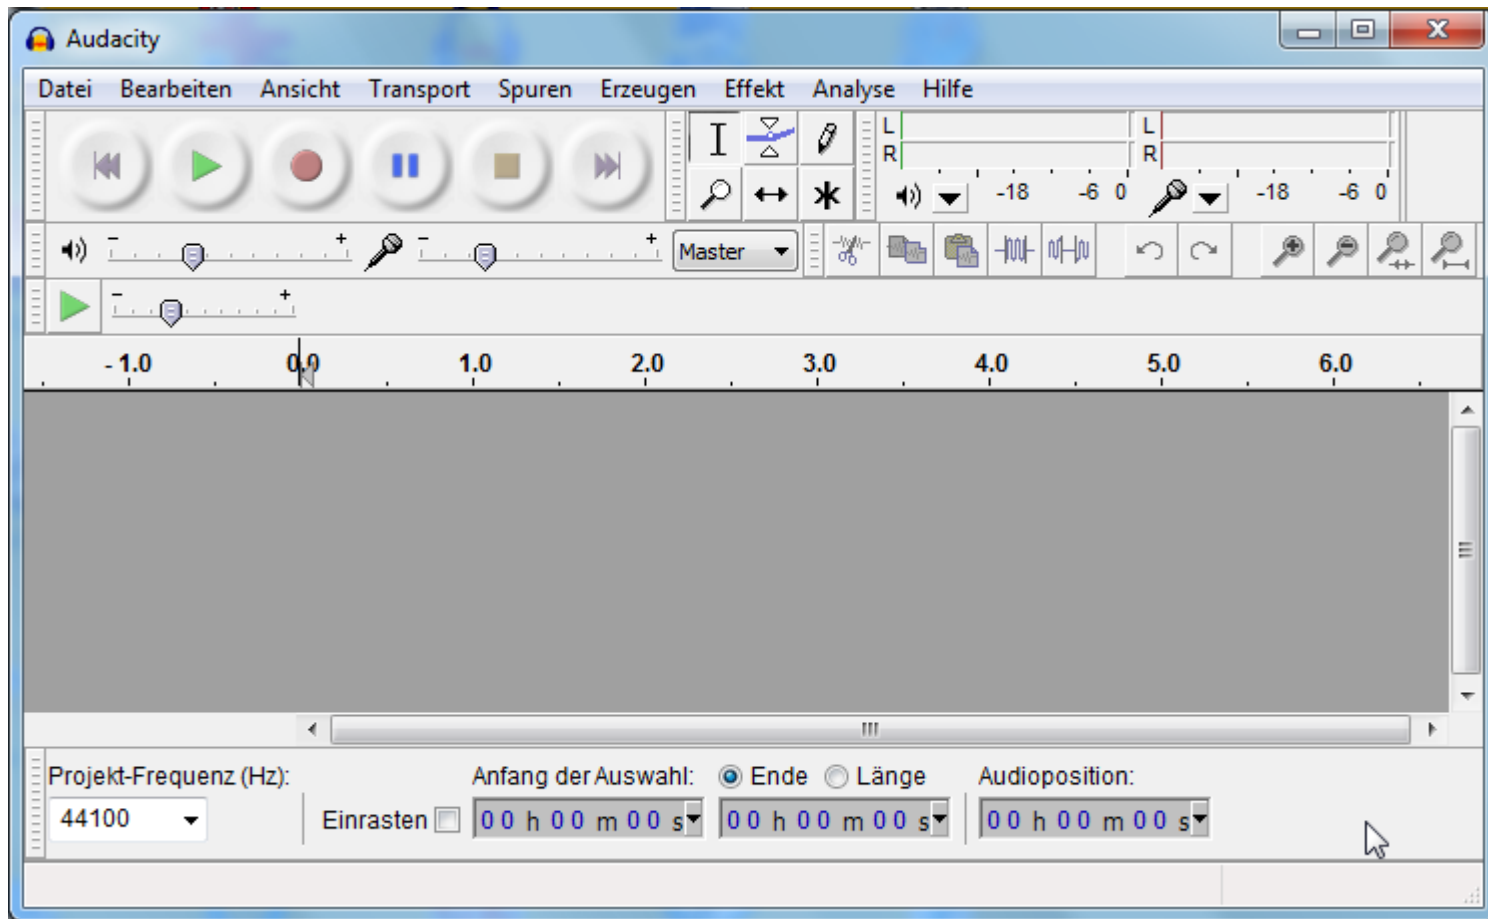 Audacity
Datei Bearbeiten Ansicht Transport Spuren Erzeugen Effekt Analyse Hilfe
L L
R R
-18 -6 0 -18 -6 0
- + - + Master
- +
- 1.0 0,0 1.0 2.0 3.0 4.0 5.0 6.0
Projekt-Frequenz (Hz): Anfang der Auswahl: Ende Länge Audioposition:
44100 Einrasten 00 h 00 m 00 s 00 h 00 m 00 s 00 h 00 m 00 s